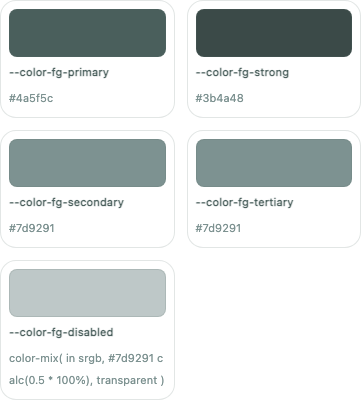 --color-fg-primary
#4a5f5c
--color-fg-strong
#3b4a48
--color-fg-secondary
#7d9291
--color-fg-tertiary
#7d9291
--color-fg-disabled
color-mix( in srgb, #7d9291 c
alc(0.5 * 100%), transparent )